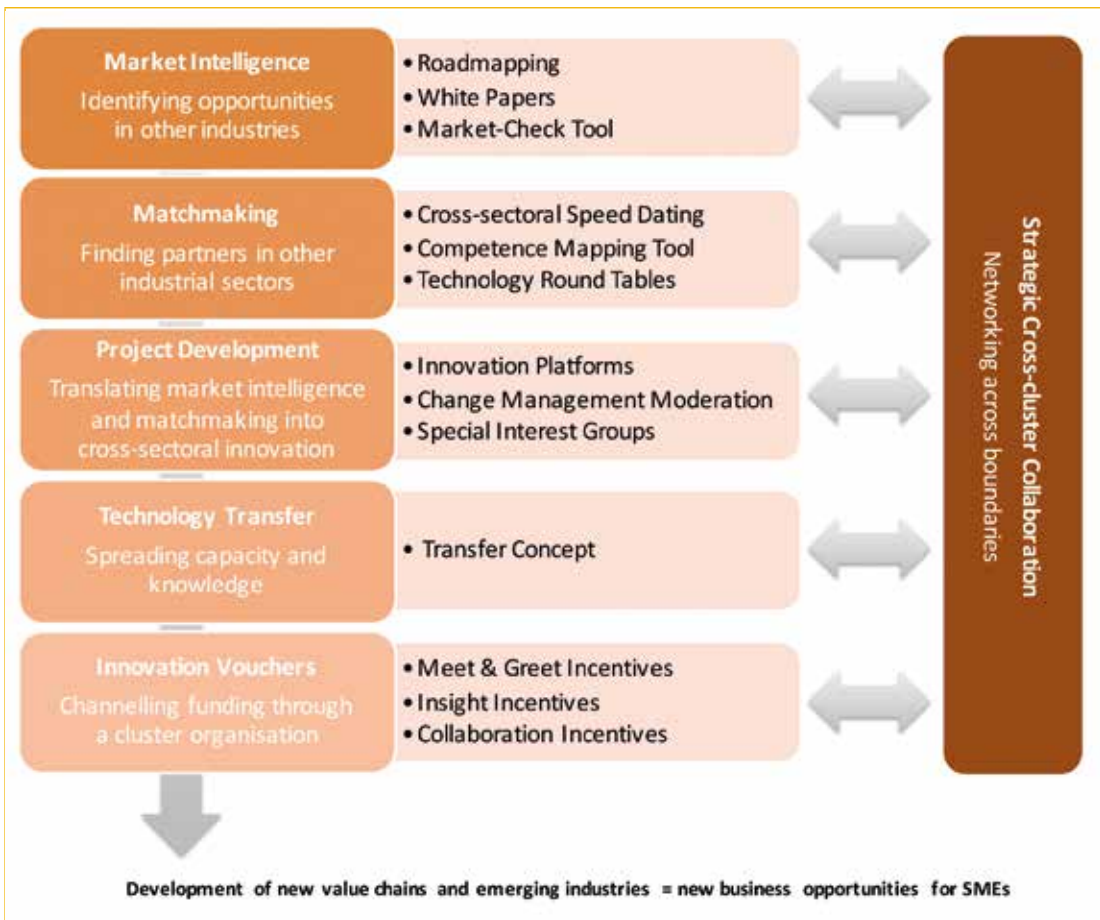 Market Intelligence
Identifying opportunities
in other industries
• Roadmapping
• White Papers
• Market-Check Tool
Matchmaking
Finding partners in other
industrial sectors
• Cross-sectoral Speed Dating
• Competence Mapping Tool
• Technology Round Tables
Project Development
Translating market intelligence
and matchmaking into
cross-sectoral innovation
• Innovation Platforms
• Change Management Moderation
• Special Interest Groups
Technology Transfer
Spreading capacity and
knowledge
• Transfer Concept
Innovation Vouchers
Channelling funding through
a cluster organisation
• Meet & Greet Incentives
• Insight Incentives
• Collaboration Incentives
Strategic Cross-cluster Collaboration
Networking across boundaries
Development of new value chains and emerging industries = new business opportunities for SMEs